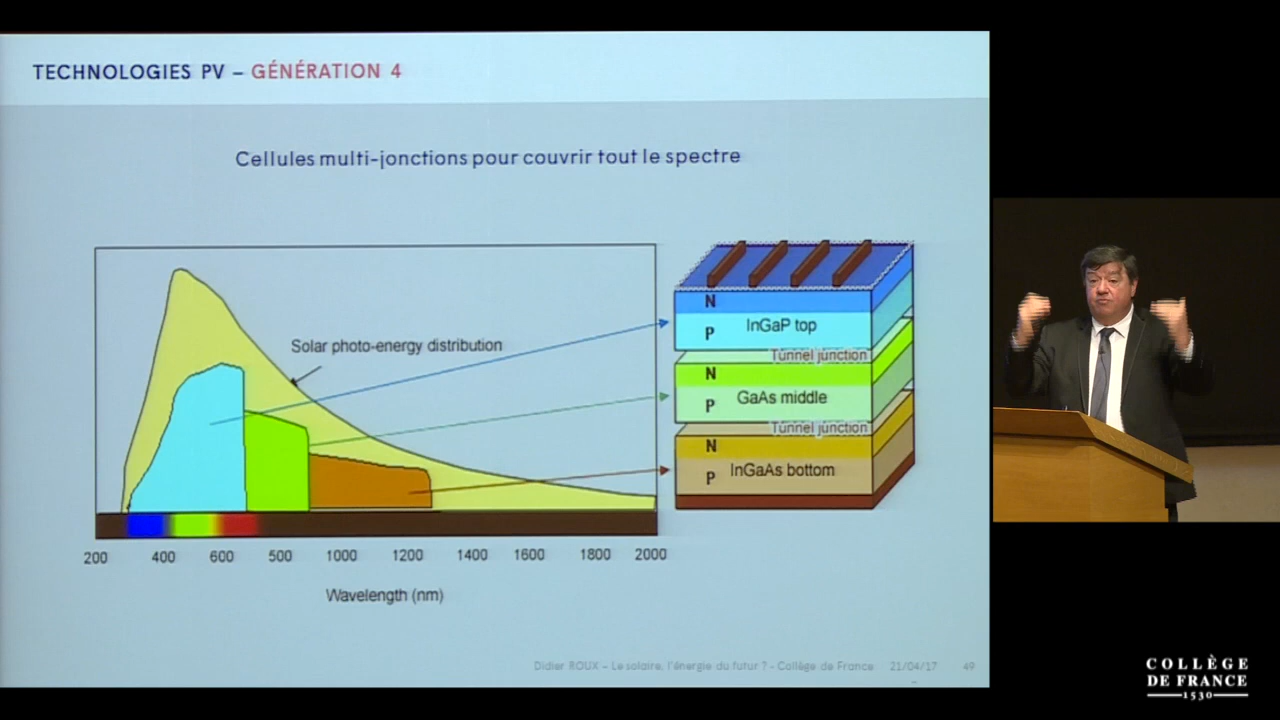 TECHNOLOGIES PV – GÉNÉRATION 4
Cellules multi-jonctions pour couvrir tout le spectre
Solar photo-energy distribution
N
P
InGaP top
Tunnel junction
N
P
GaAs middle
Tunnel junction
N
P
InGaAs bottom
200 400 600 500 1000 1200 1400 1600 1800 2000
Wavelength (nm)
Didier ROUX – Le solaire, l'énergie du futur ? - Collège de France 21/04/17 49
COLLÈGE
DE FRANCE
1530